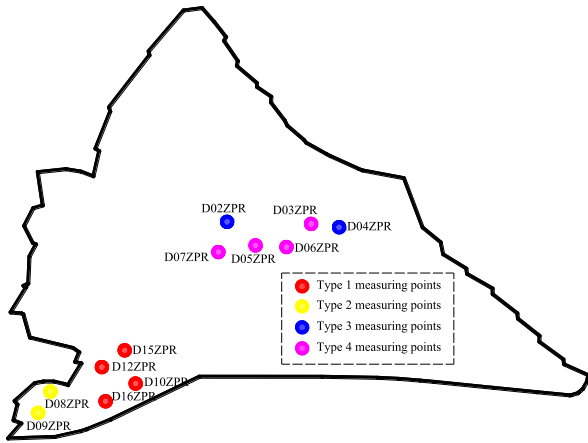 D02ZPR
D03ZPR
D04ZPR
D07ZPR
D05ZPR
D06ZPR
Type 1 measuring points
Type 2 measuring points
Type 3 measuring points
Type 4 measuring points
D15ZPR
D12ZPR
D10ZPR
D08ZPR
D16ZPR
D09ZPR